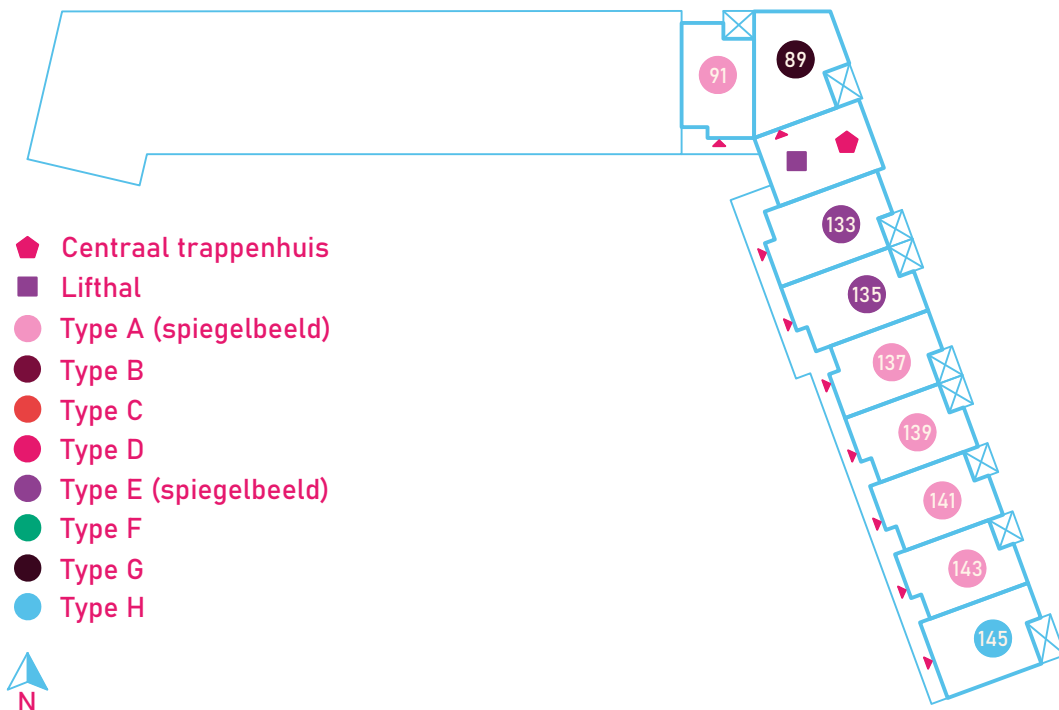 91
89
133
135
137
139
141
143
145
Centraal trappenhuis
Lifthal
Type A (spiegelbeeld)
Type B
Type C
Type D
Type E (spiegelbeeld)
Type F
Type G
Type H
N